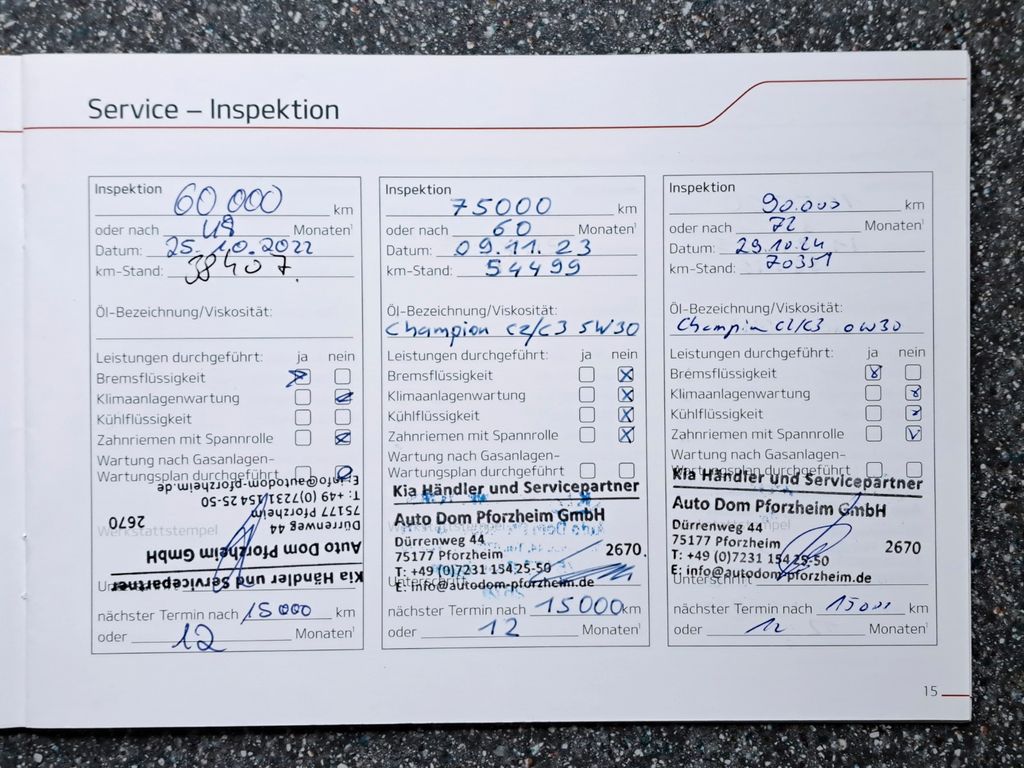 Service – Inspektion
Inspektion 60 000 km
oder nach 48 Monaten¹
Datum: 25.10.2022
km-Stand: 38407.
Öl-Bezeichnung/Viskosität:
Leistungen durchgeführt: ja nein
Bremsflüssigkeit
Klimaanlagenwartung
Kühlflüssigkeit
Zahnriemen mit Spannrolle
Wartung nach Gasanlagen-
Wartungsplan durchgeführt
Kia Händler und Servicepartner
Auto Dom Pforzheim GmbH
Dürrenweg 44
75177 Pforzheim 2670
T: +49 (0)7231 154 25-50
E: info@autodom-pforzheim.de
Werkstattstempel
nächster Termin nach 15000 km
oder 12 Monaten¹
Inspektion 75000 km
oder nach 60 Monaten¹
Datum: 09.11.23
km-Stand: 54499
Öl-Bezeichnung/Viskosität:
Champion C2/C3 5W30
Leistungen durchgeführt: ja nein
Bremsflüssigkeit
Klimaanlagenwartung
Kühlflüssigkeit
Zahnriemen mit Spannrolle
Wartung nach Gasanlagen-
Wartungsplan durchgeführt
Kia Händler und Servicepartner
Auto Dom Pforzheim GmbH
Dürrenweg 44
75177 Pforzheim 2670
T: +49 (0)7231 154 25-50
Unterschrift
E: info@autodom-pforzheim.de
nächster Termin nach 15000 km
oder 12 Monaten¹
Inspektion 90.000 km
oder nach 72 Monaten¹
Datum: 29.10.24
km-Stand: 70351
Öl-Bezeichnung/Viskosität:
Champion C2/C3 0W30
Leistungen durchgeführt: ja nein
Bremsflüssigkeit
Klimaanlagenwartung
Kühlflüssigkeit
Zahnriemen mit Spannrolle
Wartung nach Gasanlagen-
Wartungsplan durchgeführt
Kia Händler und Servicepartner
Auto Dom Pforzheim GmbH
Dürrenweg 44
75177 Pforzheim 2670
T: +49 (0)7231 154 25-50
E: info@autodom-pforzheim.de
Unterschrift
nächster Termin nach 15000 km
oder 12 Monaten¹
15